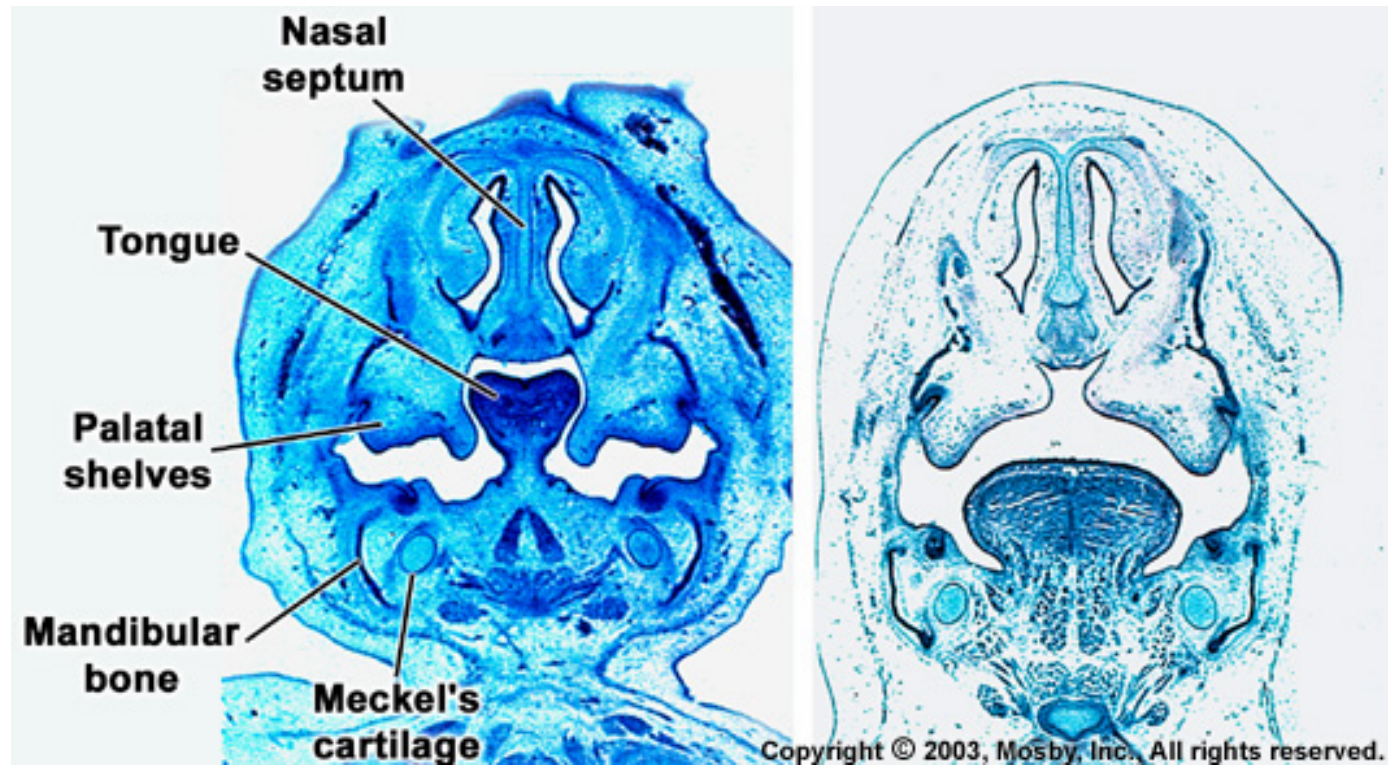 Nasal
septum
Tongue
Palatal
shelves
Mandibular
bone
Meckel's
cartilage
Copyright © 2003, Mosby, Inc., All rights reserved.